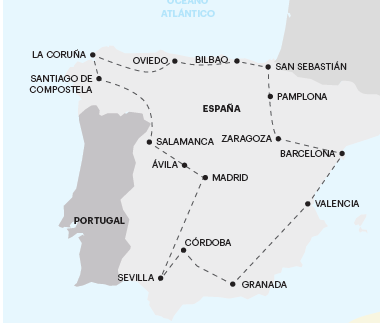 OCÉANO
ATLÁNTICO
LA CORUÑA
OVIEDO
BILBAO
SAN SEBASTIÁN
SANTIAGO DE
COMPOSTELA
PAMPLONA
ESPAÑA
SALAMANCA
ZARAGOZA
BARCELONA
ÁVILA
MADRID
VALENCIA
PORTUGAL
CÓRDOBA
SEVILLA
GRANADA